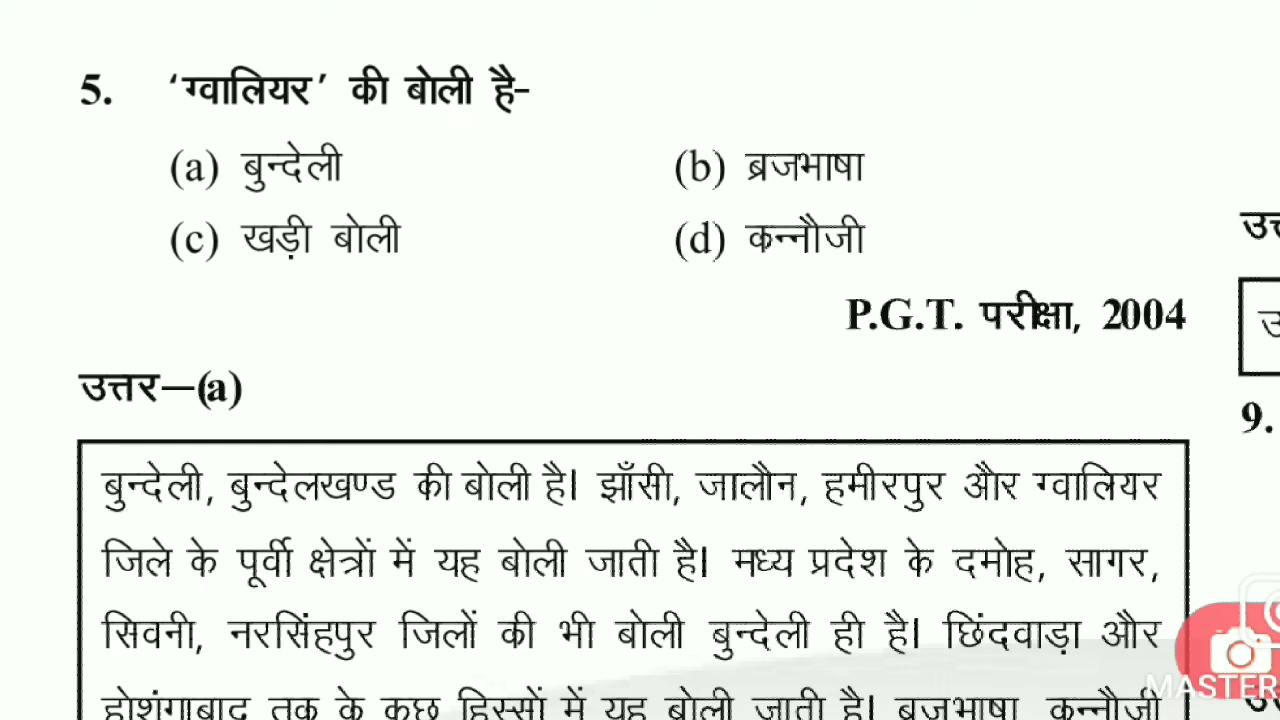 5. 'ग्वालियर' की बोली है-
(a) बुन्देली (b) ब्रजभाषा
(c) खड़ी बोली (d) कन्नौजी
P.G.T. परीक्षा, 2004
उत्तर—(a)
बुन्देली, बुन्देलखण्ड की बोली है। झाँसी, जालौन, हमीरपुर और ग्वालियर
जिले के पूर्वी क्षेत्रों में यह बोली जाती है। मध्य प्रदेश के दमोह, सागर,
सिवनी, नरसिंहपुर जिलों की भी बोली बुन्देली ही है। छिंदवाड़ा और
होशंगाबाद तक के कुछ हिस्सों में यह बोली जाती है। ब्रजभाषा, कन्नौजी
9.
MASTER